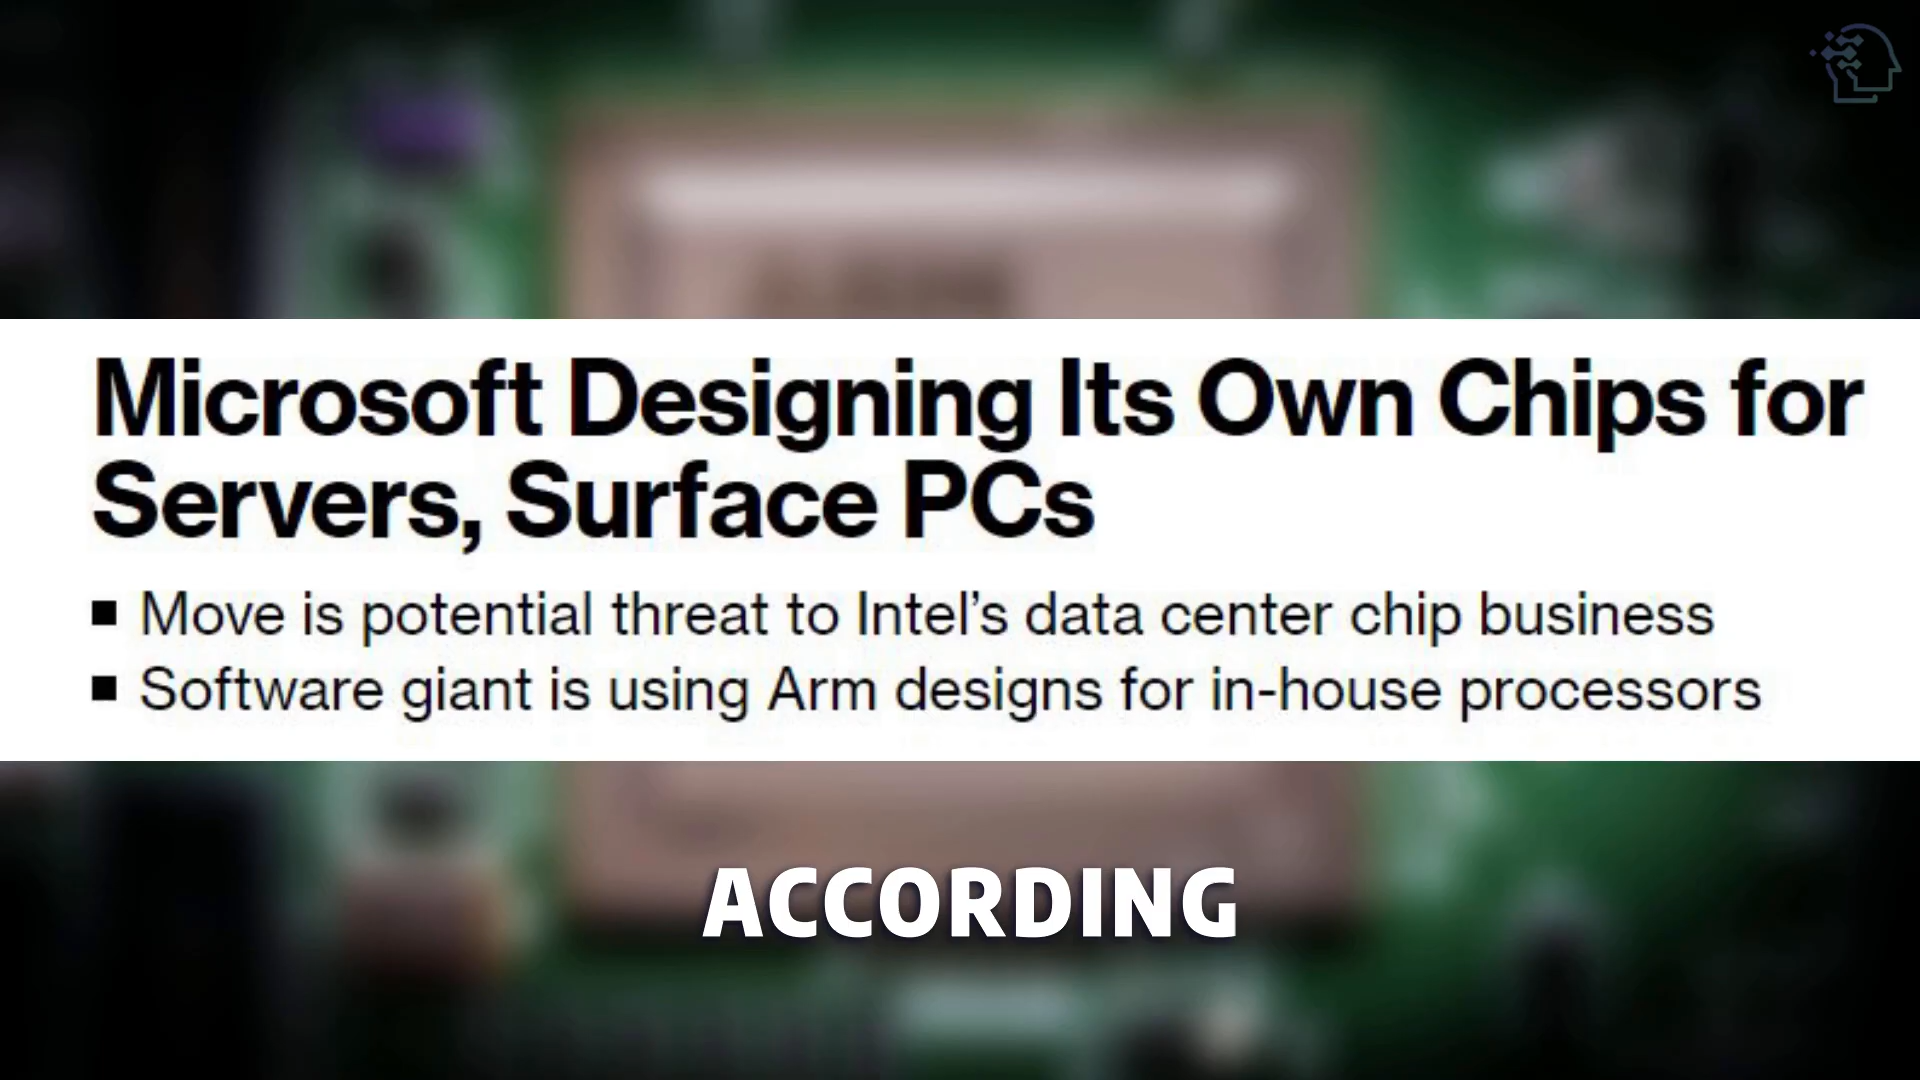 Microsoft Designing Its Own Chips for
Servers, Surface PCs
▪ Move is potential threat to Intel's data center chip business
▪ Software giant is using Arm designs for in-house processors
ACCORDING